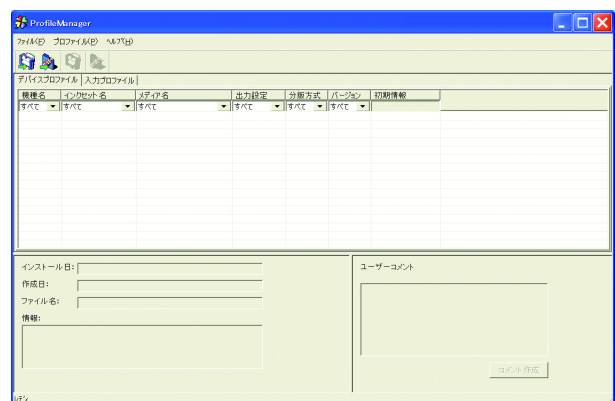 ProfileManager
ファイル(F) プロファイル(P) ヘルプ(H)
デバイスプロファイル 入力プロファイル
機種名 インクセット名 メディア名 出力設定 分版方式 バージョン 初期情報
すべて すべて すべて すべて すべて すべて
インストール日:
作成日:
ファイル名:
情報:
ユーザーコメント
コメント作成
レディ